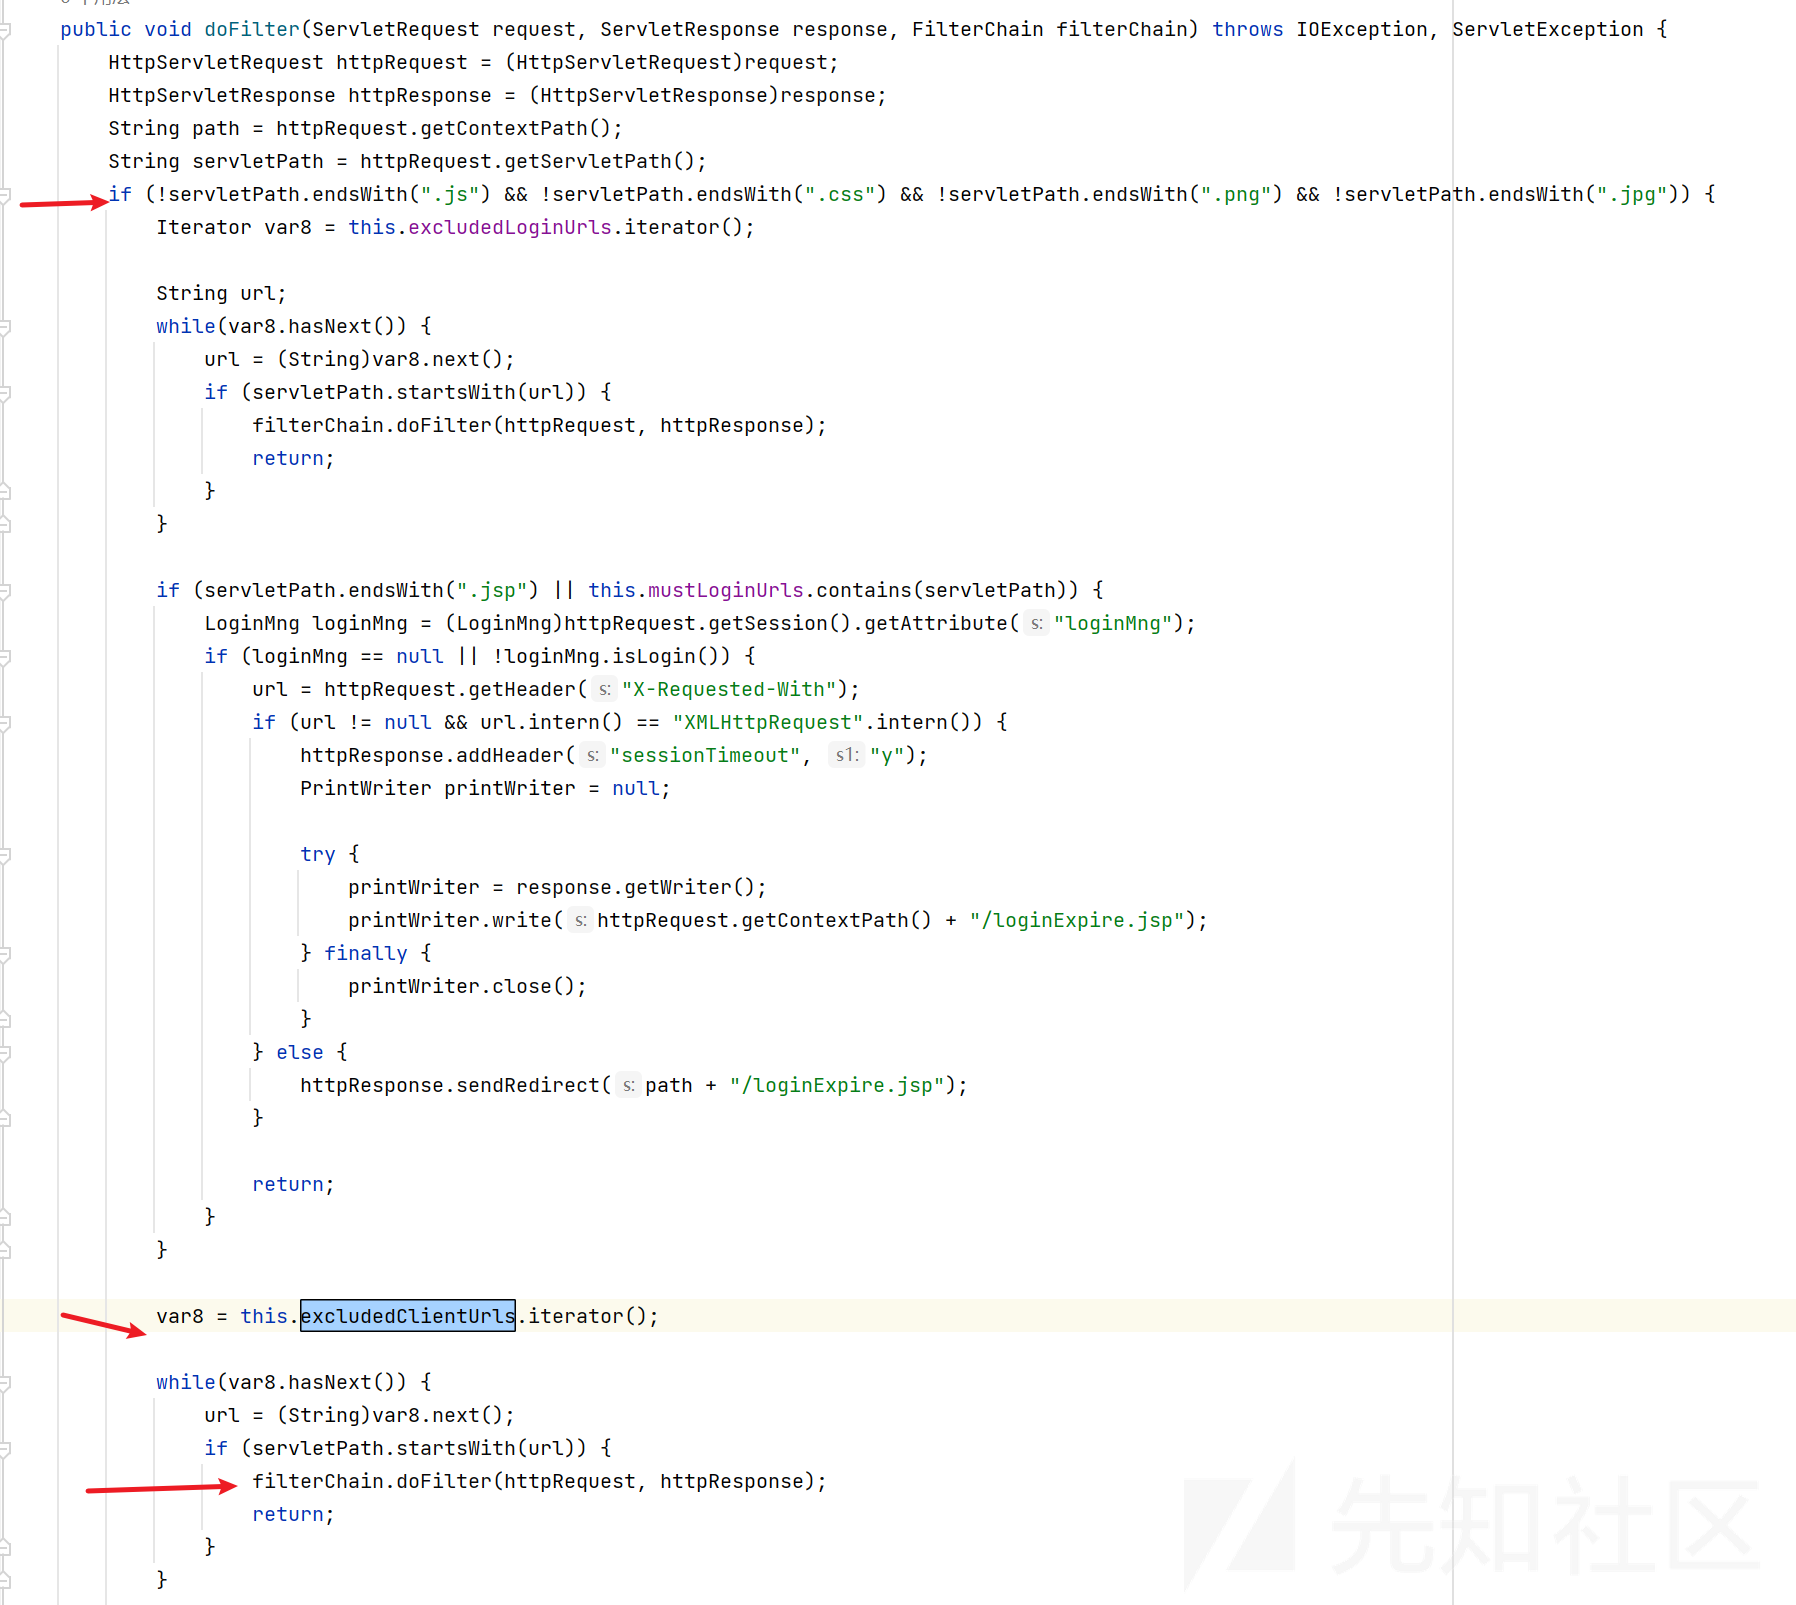 public void doFilter(ServletRequest request, ServletResponse response, FilterChain filterChain) throws IOException, ServletException {
HttpServletRequest httpRequest = (HttpServletRequest)request;
HttpServletResponse httpResponse = (HttpServletResponse)response;
String path = httpRequest.getContextPath();
String servletPath = httpRequest.getServletPath();
if (!servletPath.endsWith(".js") && !servletPath.endsWith(".css") && !servletPath.endsWith(".png") && !servletPath.endsWith(".jpg")) {
Iterator var8 = this.excludedLoginUrls.iterator();
String url;
while(var8.hasNext()) {
url = (String)var8.next();
if (servletPath.startsWith(url)) {
filterChain.doFilter(httpRequest, httpResponse);
return;
}
}
if (servletPath.endsWith(".jsp") || this.mustLoginUrls.contains(servletPath)) {
LoginMng loginMng = (LoginMng)httpRequest.getSession().getAttribute( s: "loginMng");
if (loginMng == null || !loginMng.isLogin()) {
url = httpRequest.getHeader( s: "X-Requested-With");
if (url != null && url.intern() == "XMLHttpRequest".intern()) {
httpResponse.addHeader( s: "sessionTimeout", s1: "y");
PrintWriter printWriter = null;
try {
printWriter = response.getWriter();
printWriter.write( s: httpRequest.getContextPath() + "/loginExpire.jsp");
} finally {
printWriter.close();
}
} else {
httpResponse.sendRedirect( s: path + "/loginExpire.jsp");
}
return;
}
}
var8 = this.excludedClientUrls.iterator();
while(var8.hasNext()) {
url = (String)var8.next();
if (servletPath.startsWith(url)) {
filterChain.doFilter(httpRequest, httpResponse);
return;
}
}
先知社区